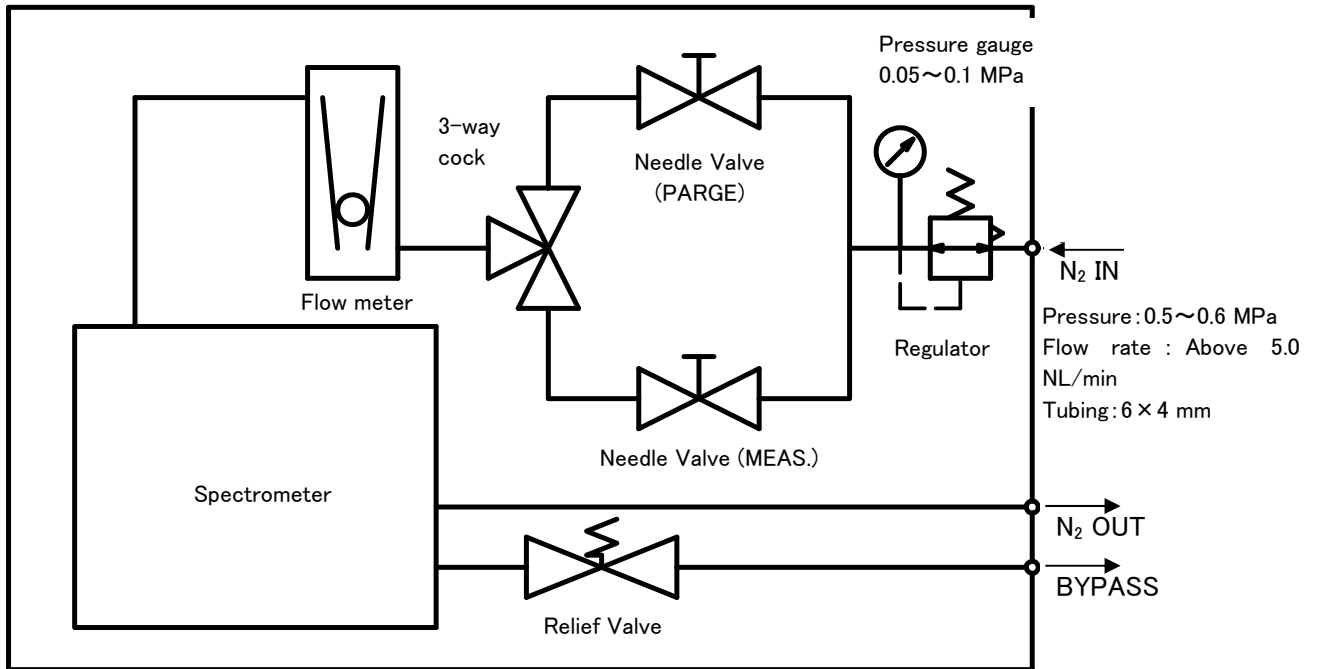 Pressure gauge
0.05～0.1 MPa
3-way
cock
Needle Valve
(PARGE)
Flow meter
Regulator
N₂ IN
Pressure：0.5～0.6 MPa
Flow rate : Above 5.0
NL/min
Tubing：6×4 mm
Needle Valve (MEAS.)
Spectrometer
N₂ OUT
BYPASS
Relief Valve